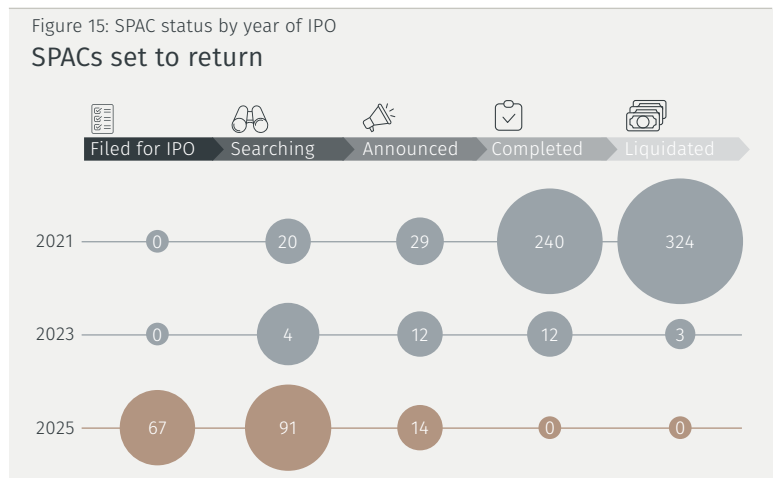 Figure 15: SPAC status by year of IPO
SPACs set to return
Filed for IPO Searching Announced Completed Liquidated
2021 0 20 29 240 324
2023 0 4 12 12 3
2025 67 91 14 0 0